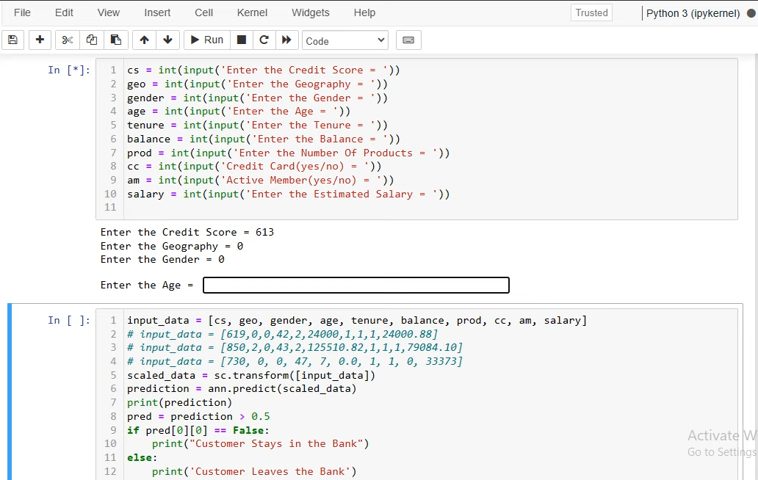 File Edit View Insert Cell Kernel Widgets Help Trusted Python 3 (ipykernel)
Run Code
In [*]:
1 cs = int(input('Enter the Credit Score = '))
2 geo = int(input('Enter the Geography = '))
3 gender = int(input('Enter the Gender = '))
4 age = int(input('Enter the Age = '))
5 tenure = int(input('Enter the Tenure = '))
6 balance = int(input('Enter the Balance = '))
7 prod = int(input('Enter the Number Of Products = '))
8 cc = int(input('Credit Card(yes/no) = '))
9 am = int(input('Active Member(yes/no) = '))
10 salary = int(input('Enter the Estimated Salary = '))
11
Enter the Credit Score = 613
Enter the Geography = 0
Enter the Gender = 0
Enter the Age =
In [ ]:
1 input_data = [cs, geo, gender, age, tenure, balance, prod, cc, am, salary]
2 # input_data = [619,0,0,42,2,24000,1,1,1,24000.88]
3 # input_data = [850,2,0,43,2,125510.82,1,1,1,79084.10]
4 # input_data = [730, 0, 0, 47, 7, 0.0, 1, 1, 0, 33373]
5 scaled_data = sc.transform([input_data])
6 prediction = ann.predict(scaled_data)
7 print(prediction)
8 pred = prediction > 0.5
9 if pred[0][0] == False:
10 print("Customer Stays in the Bank")
11 else:
12 print('Customer Leaves the Bank')
Activate W
Go to Settings